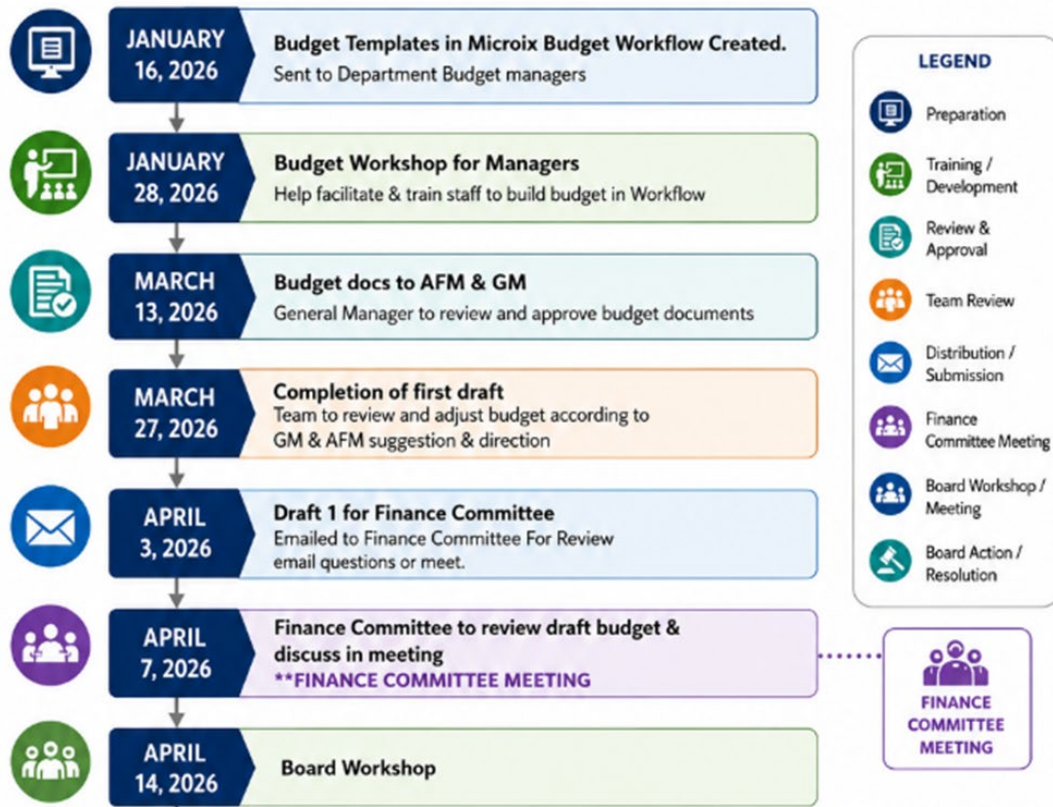 JANUARY
16, 2026
Budget Templates in Microix Budget Workflow Created.
Sent to Department Budget managers
JANUARY
28, 2026
Budget Workshop for Managers
Help facilitate & train staff to build budget in Workflow
MARCH
13, 2026
Budget docs to AFM & GM
General Manager to review and approve budget documents
MARCH
27, 2026
Completion of first draft
Team to review and adjust budget according to
GM & AFM suggestion & direction
APRIL
3, 2026
Draft 1 for Finance Committee
Emailed to Finance Committee For Review
email questions or meet.
APRIL
7, 2026
Finance Committee to review draft budget &
discuss in meeting
**FINANCE COMMITTEE MEETING
APRIL
14, 2026
Board Workshop
LEGEND
Preparation
Training /
Development
Review &
Approval
Team Review
Distribution /
Submission
Finance
Committee Meeting
Board Workshop /
Meeting
Board Action /
Resolution
FINANCE
COMMITTEE
MEETING